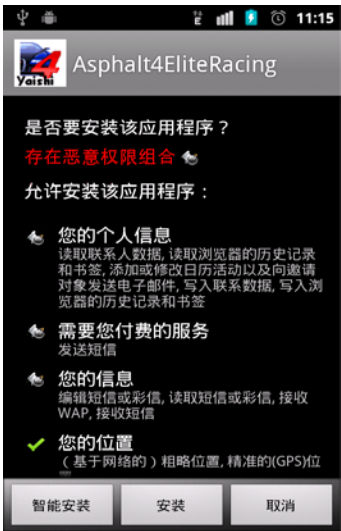 11:15
4
Yaishi
Asphalt4EliteRacing
是否要安装该应用程序？
存在恶意权限组合
允许安装该应用程序：
您的个人信息
读取联系人数据, 读取浏览器的历史记录
和书签, 添加或修改日历活动以及向邀请
对象发送电子邮件, 写入联系数据, 写入浏
览器的历史记录和书签
需要您付费的服务
发送短信
您的信息
编辑短信或彩信, 读取短信或彩信, 接收
WAP, 接收短信
您的位置
（基于网络的）粗略位置, 精准的(GPS)位
智能安装
安装
取消